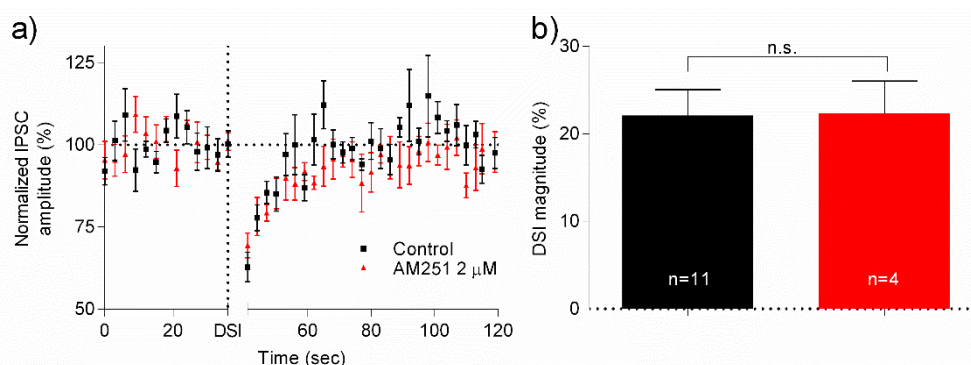 a)
Normalized IPSC
amplitude (%)
125
100
75
50
0
20
DSI
60
80
100
120
Time (sec)
Control
AM251 2 μM
b)
DSI magnitude (%)
30
20
10
0
n.s.
n=11
n=4